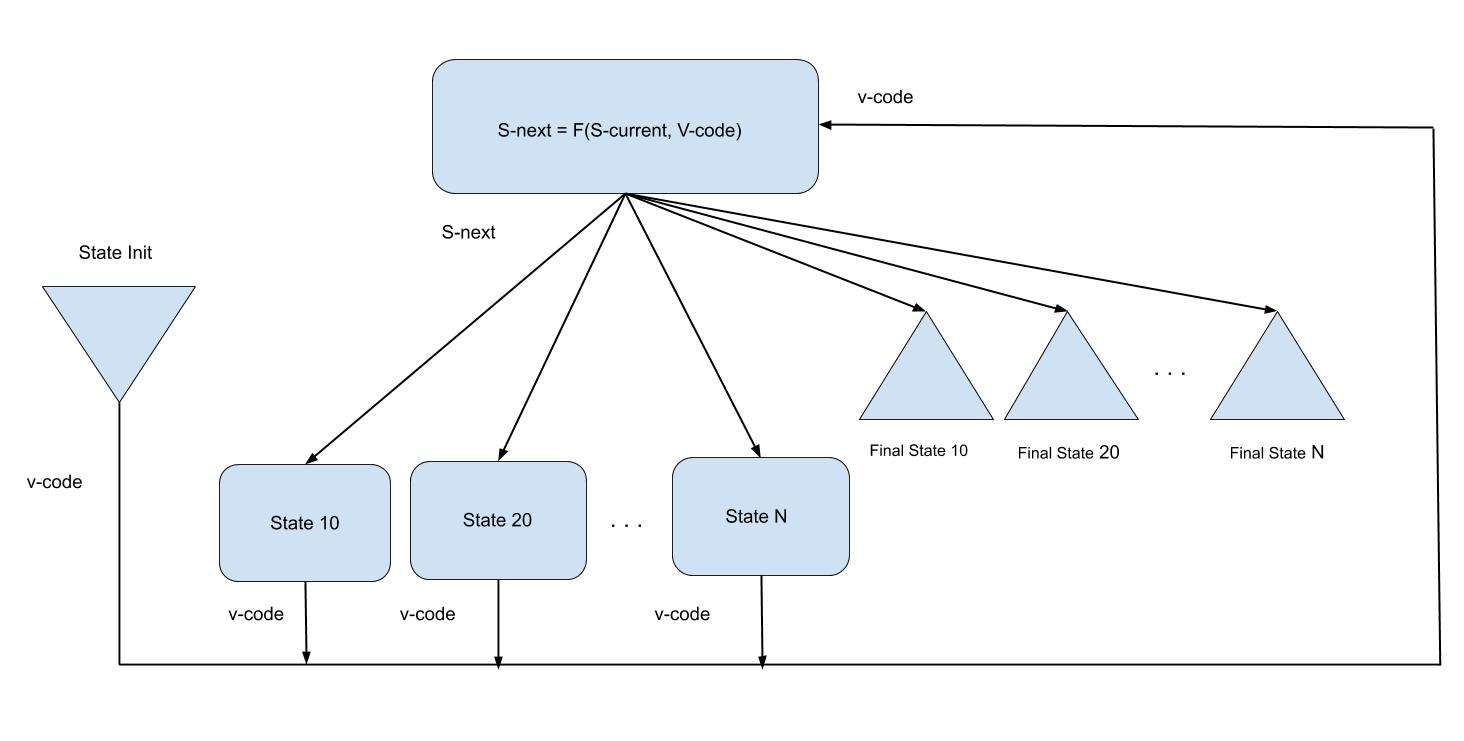 v-code
S-next = F(S-current, V-code)
S-next
State Init
Final State 10
Final State 20
. . .
Final State N
v-code
State 10
State 20
. . .
State N
v-code
v-code
v-code